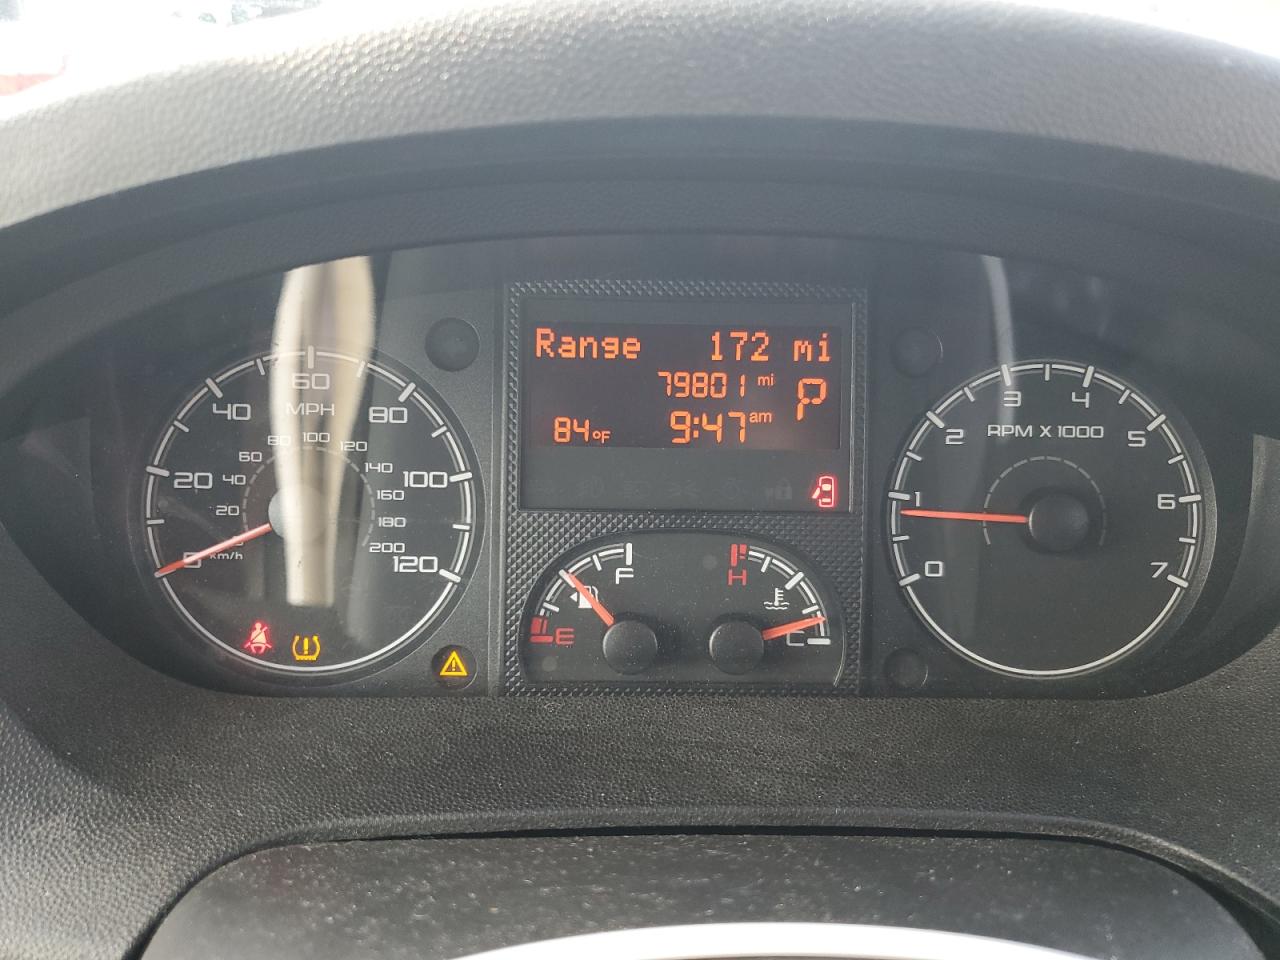 Range 172 mi
79801 mi
P
84°F 9:47 am
0 20 40 60 80 100 120
MPH
20 40 60 80 100 120 140 160 180 200
km/h
0 1 2 3 4 5 6 7
RPM X 1000
E F
H C